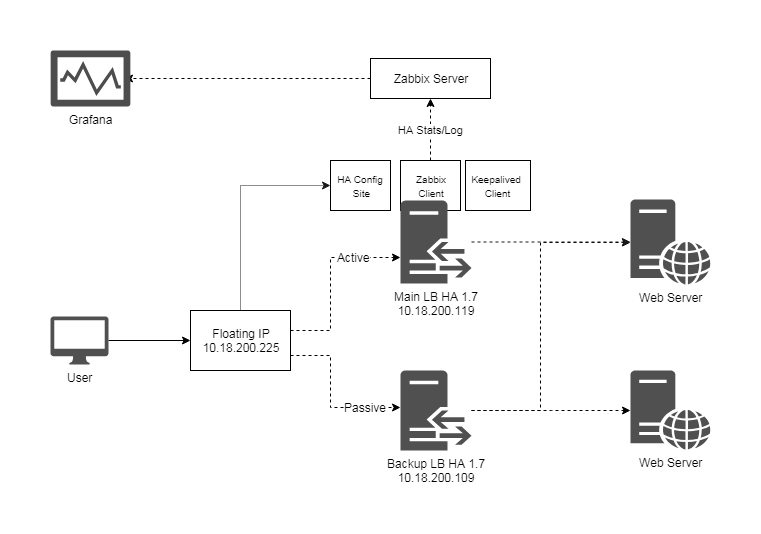 Zabbix Server
Grafana
HA Stats/Log
HA Config
Site
Zabbix
Client
Keepalived
Client
Active
Main LB HA 1.7
10.18.200.119
Web Server
Floating IP
10.18.200.225
User
Passive
Backup LB HA 1.7
10.18.200.109
Web Server